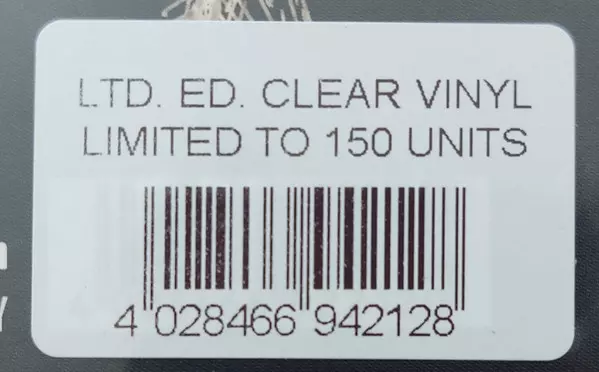 LTD. ED. CLEAR VINYL
LIMITED TO 150 UNITS
4 028466 942128